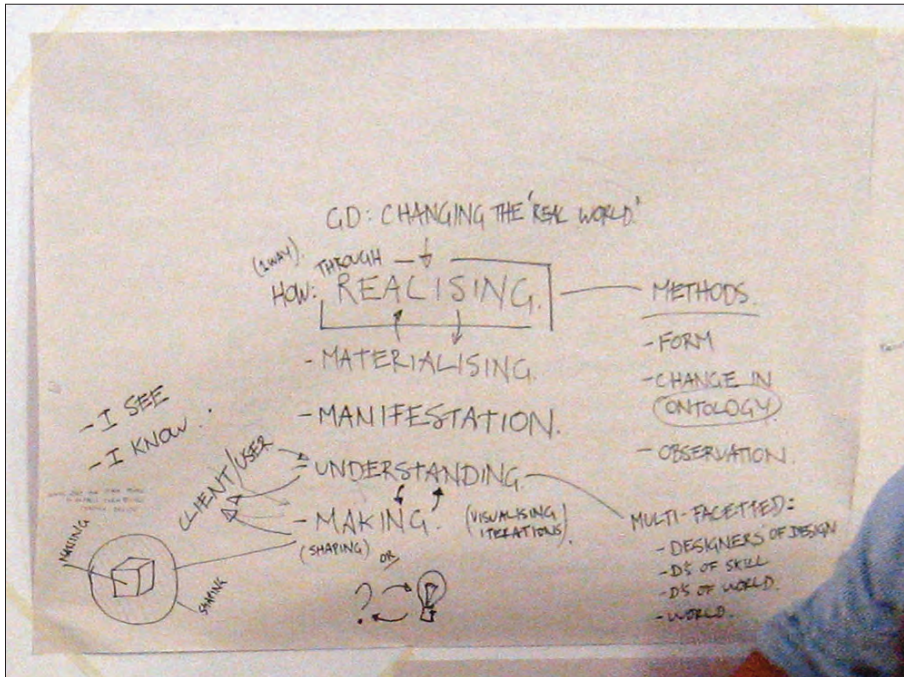 GD: CHANGING THE 'REAL WORLD.'
(1WAY).
THROUGH
HOW: REALISING.
- MATERIALISING.
- MANIFESTATION.
- UNDERSTANDING.
- MAKING.
(SHAPING)
(VISUALISING
ITERATIONS).
OR
?
METHODS.
- FORM
- CHANGE IN
ONTOLOGY
- OBSERVATION.
MULTI-FACETTED:
- DESIGNERS OF DESIGN
- D'S OF SKILL
- D'S OF WORLD.
- WORLD.
- I SEE
- I KNOW.
CLIENT/USER
MAKING
SHAPING